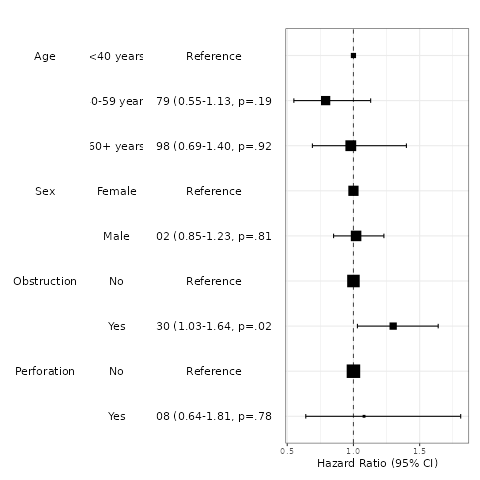 Age <40 years Reference
0-59 year 79 (0.55-1.13, p=.19
60+ years 98 (0.69-1.40, p=.92
Sex Female Reference
Male 02 (0.85-1.23, p=.81
Obstruction No Reference
Yes 30 (1.03-1.64, p=.02
Perforation No Reference
Yes 08 (0.64-1.81, p=.78
0.5 1.0 1.5
Hazard Ratio (95% CI)